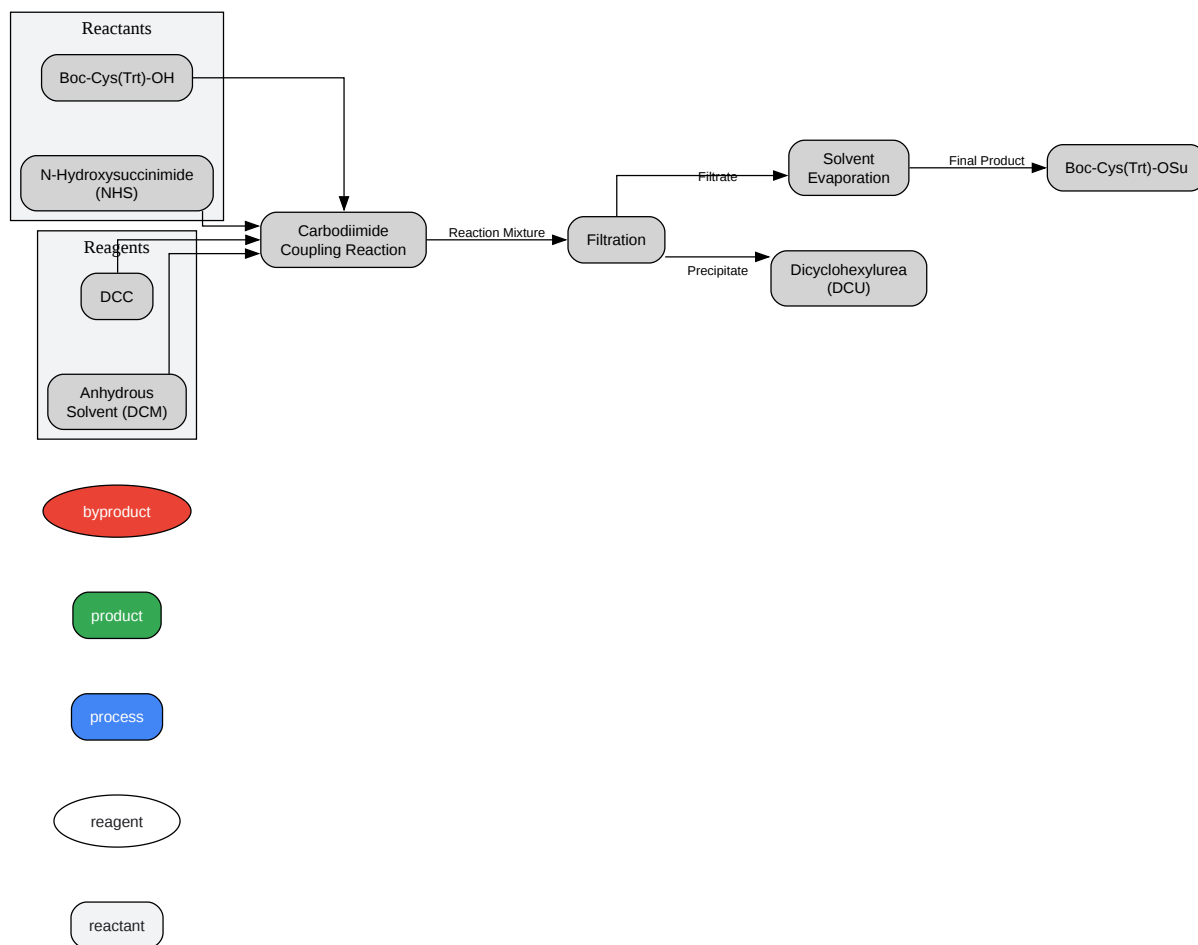 Reactants
Boc-Cys(Trt)-OH
N-Hydroxysuccinimide
(NHS)
Reagents
DCC
Anhydrous
Solvent (DCM)
Carbodiimide
Coupling Reaction
Reaction Mixture
Filtration
Filtrate
Precipitate
Solvent
Evaporation
Final Product
Boc-Cys(Trt)-OSu
Dicyclohexylurea
(DCU)
byproduct
product
process
reagent
reactant